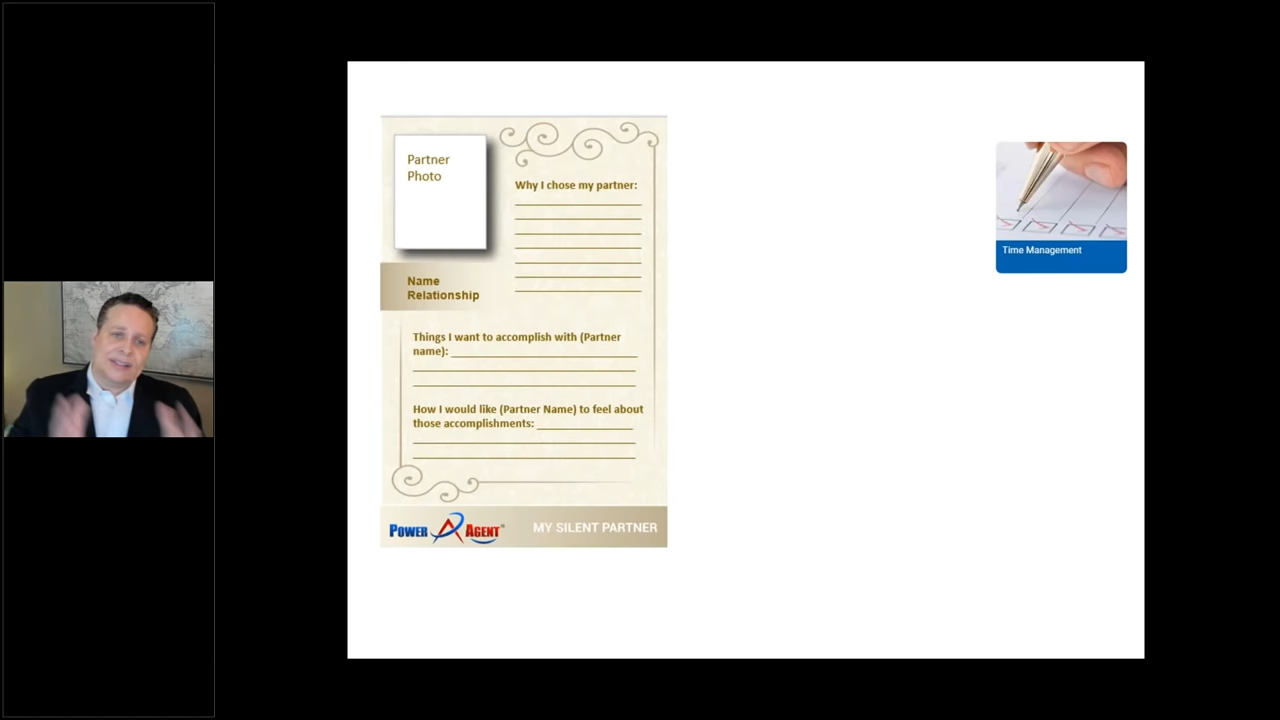 Partner
Photo
Why I chose my partner:
Name
Relationship
Things I want to accomplish with (Partner
name):
How I would like (Partner Name) to feel about
those accomplishments:
POWER AGENT®
MY SILENT PARTNER
Time Management